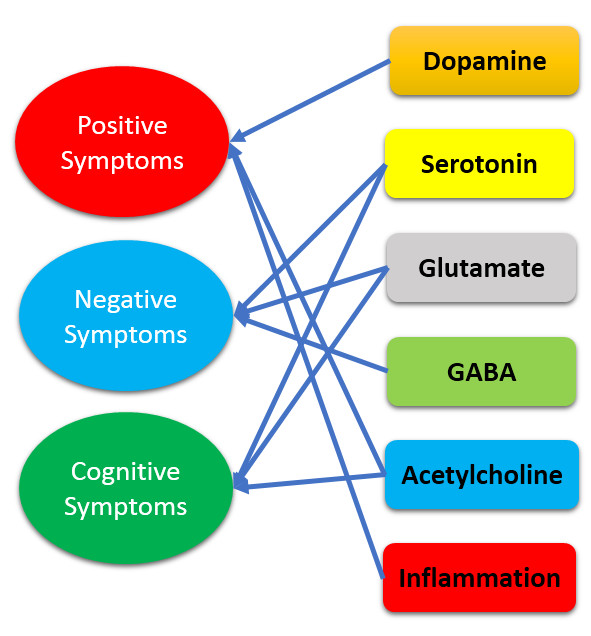 Positive
Symptoms
Negative
Symptoms
Cognitive
Symptoms
Dopamine
Serotonin
Glutamate
GABA
Acetylcholine
Inflammation